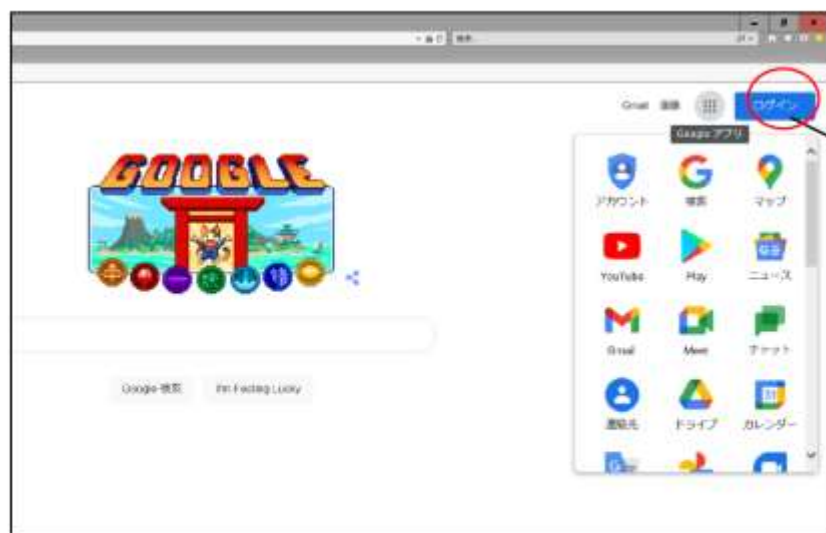 検索...
Gmail 画像 ログイン
Google アプリ
GOOGLE
アカウント 検索 マップ
YouTube Play ニュース
Gmail Meet チャット
連絡先 ドライブ カレンダー
Google 検索 I'm Feeling Lucky